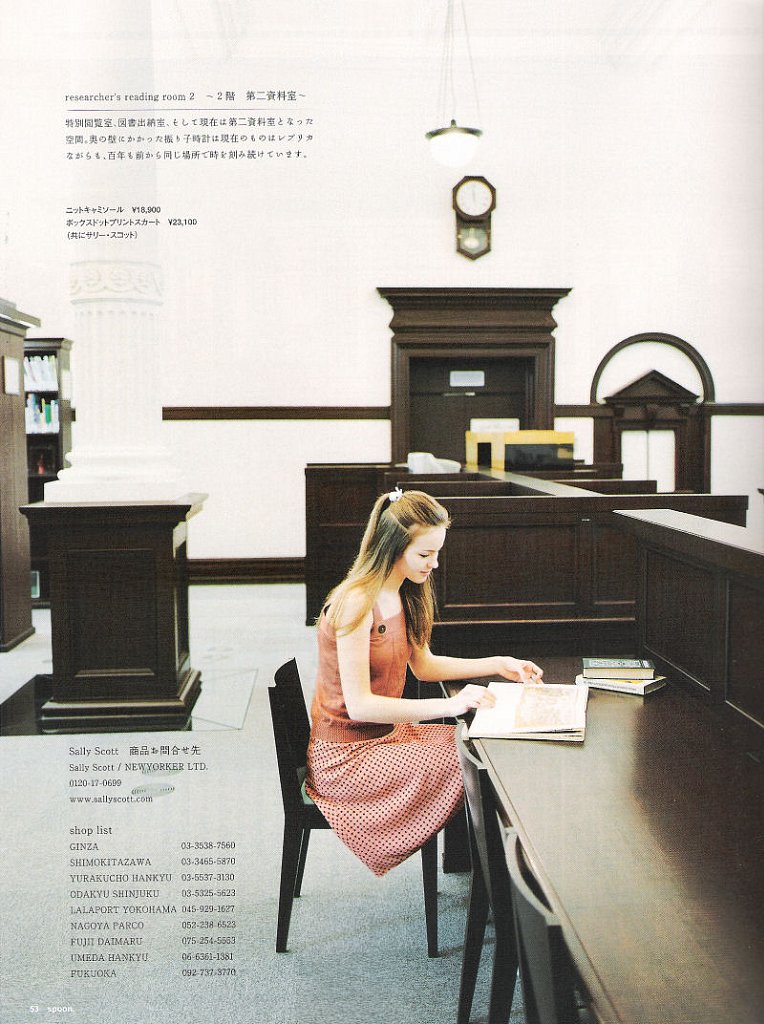 researcher's reading room 2 ～2階 第二資料室～
特別閲覧室、図書出納室、そして現在は第二資料室となった
空間。奥の壁にかかった振り子時計は現在のものはレプリカ
ながらも、百年も前から同じ場所で時を刻み続けています。
ニットキャミソール ¥18,900
ボックスドットプリントスカート ¥23,100
(共にサリー・スコット)
Sally Scott 商品お問合せ先
Sally Scott / NEWYORKER LTD.
0120-17-0699
www.sallyscott.com
shop list
GINZA 03-3538-7560
SHIMOKITAZAWA 03-3465-5870
YURAKUCHO HANKYU 03-5537-3130
ODAKYU SHINJUKU 03-5325-5623
LALAPORT YOKOHAMA 045-929-1627
NAGOYA PARCO 052-238-6523
FUJII DAIMARU 075-254-5553
UMEDA HANKYU 06-6361-1381
FUKUOKA 092-737-3770
53 spoon.